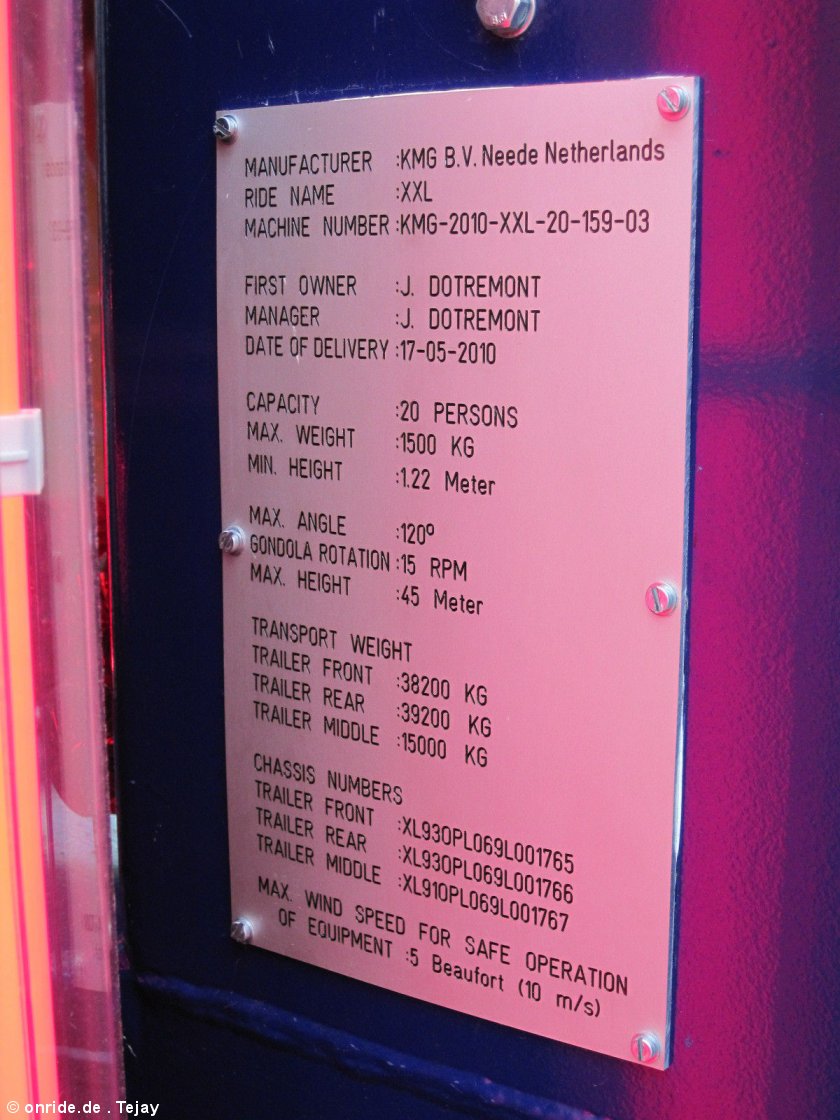 MANUFACTURER :KMG B.V. Neede Netherlands
RIDE NAME :XXL
MACHINE NUMBER :KMG-2010-XXL-20-159-03
FIRST OWNER :J. DOTREMONT
MANAGER :J. DOTREMONT
DATE OF DELIVERY :17-05-2010
CAPACITY :20 PERSONS
MAX. WEIGHT :1500 KG
MIN. HEIGHT :1.22 Meter
MAX. ANGLE :120º
GONDOLA ROTATION :15 RPM
MAX. HEIGHT :45 Meter
TRANSPORT WEIGHT
TRAILER FRONT :38200 KG
TRAILER REAR :39200 KG
TRAILER MIDDLE :15000 KG
CHASSIS NUMBERS
TRAILER FRONT :XL930PL069L001765
TRAILER REAR :XL930PL069L001766
TRAILER MIDDLE :XL910PL069L001767
MAX. WIND SPEED FOR SAFE OPERATION
OF EQUIPMENT :5 Beaufort (10 m/s)
© onride.de . Tejay